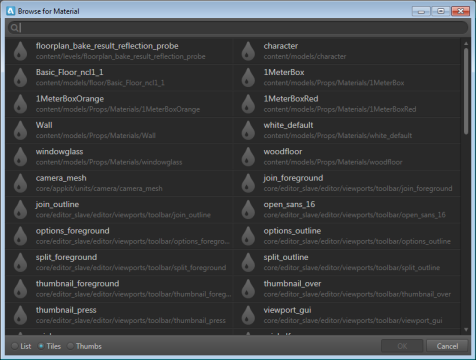 Browse for Material
floorplan_bake_result_reflection_probe
content/levels/floorplan_bake_result_reflection_probe
character
content/models/character
Basic_Floor_ncl1_1
content/models/floor/Basic_Floor_ncl1_1
1MeterBox
content/models/Props/Materials/1MeterBox
1MeterBoxOrange
content/models/Props/Materials/1MeterBoxOrange
1MeterBoxRed
content/models/Props/Materials/1MeterBoxRed
Wall
content/models/Props/Materials/Wall
white_default
content/models/Props/Materials/white_default
windowglass
content/models/Props/Materials/windowglass
woodfloor
content/models/Props/Materials/woodfloor
camera_mesh
core/appkit/units/camera/camera_mesh
join_foreground
core/editor_slave/editor/viewports/toolbar/join_foreground
join_outline
core/editor_slave/editor/viewports/toolbar/join_outline
open_sans_16
core/editor_slave/editor/viewports/toolbar/open_sans_16
options_foreground
core/editor_slave/editor/viewports/toolbar/options_foregro...
options_outline
core/editor_slave/editor/viewports/toolbar/options_outline
split_foreground
core/editor_slave/editor/viewports/toolbar/split_foreground
split_outline
core/editor_slave/editor/viewports/toolbar/split_outline
thumbnail_foreground
core/editor_slave/editor/viewports/toolbar/thumbnail_foreg...
thumbnail_over
core/editor_slave/editor/viewports/toolbar/thumbnail_over
thumbnail_press
core/editor_slave/editor/viewports/toolbar/thumbnail_press
viewport_gui
core/editor_slave/editor/viewports/toolbar/viewport_gui
List
Tiles
Thumbs
OK
Cancel